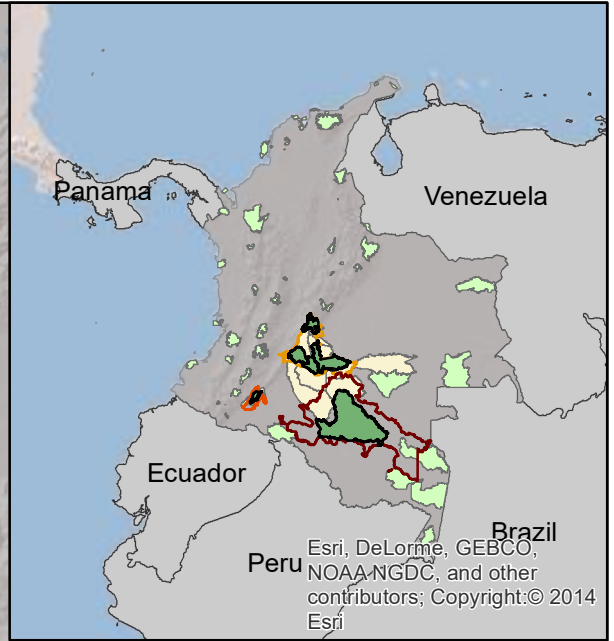 Panama
Venezuela
Ecuador
Brazil
Peru
Esri, DeLorme, GEBCO,
NOAA NGDC, and other
contributors; Copyright:© 2014
Esri